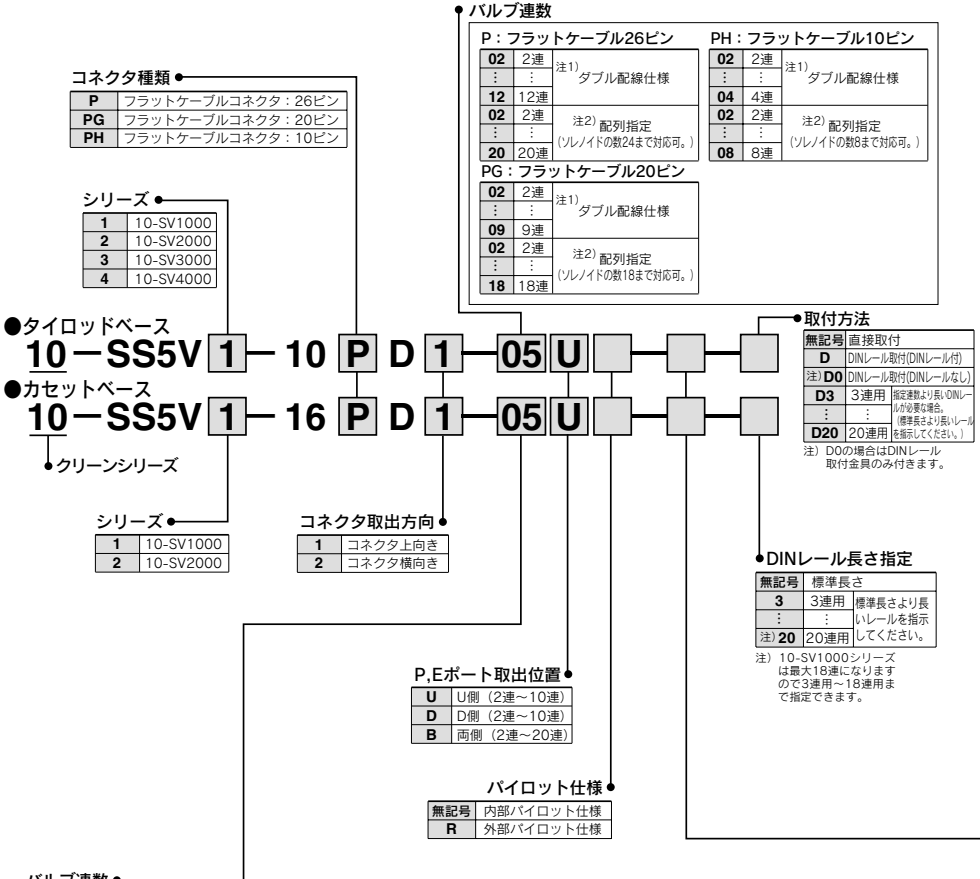 バルブ連数
P：フラットケーブル26ピン
02 2連 注1) ダブル配線仕様
⋮ ⋮
12 12連
02 2連 注2) 配列指定
⋮ ⋮ (ソレノイドの数24まで対応可。)
20 20連
PH：フラットケーブル10ピン
02 2連 注1) ダブル配線仕様
⋮ ⋮
04 4連
02 2連 注2) 配列指定
⋮ ⋮ (ソレノイドの数8まで対応可。)
08 8連
PG：フラットケーブル20ピン
02 2連 注1) ダブル配線仕様
⋮ ⋮
09 9連
02 2連 注2) 配列指定
⋮ ⋮ (ソレノイドの数18まで対応可。)
18 18連
コネクタ種類
P フラットケーブルコネクタ：26ピン
PG フラットケーブルコネクタ：20ピン
PH フラットケーブルコネクタ：10ピン
シリーズ
1 10-SV1000
2 10-SV2000
3 10-SV3000
4 10-SV4000
●タイロッドベース
10－SS5V 1－10 P D 1－05 U
●カセットベース
10－SS5V 1－16 P D 1－05 U
クリーンシリーズ
取付方法
無記号 直接取付
D DINレール取付(DINレール付)
注)D0 DINレール取付(DINレールなし)
D3 3連用 指定連数より長いDINレー
⋮ ⋮ ルが必要な場合。
(標準長さより長いレール
D20 20連用 を指示してください。)
注) D0の場合はDINレール
取付金具のみ付きます。
シリーズ
1 10-SV1000
2 10-SV2000
コネクタ取出方向
1 コネクタ上向き
2 コネクタ横向き
DINレール長さ指定
無記号 標準長さ
3 3連用 標準長さより長
⋮ ⋮ いレールを指示
注)20 20連用 してください。
注) 10-SV1000シリーズ
は最大18連になります
ので3連用～18連用ま
で指定できます。
P,Eポート取出位置
U U側（2連～10連）
D D側（2連～10連）
B 両側（2連～20連）
パイロット仕様
無記号 内部パイロット仕様
R 外部パイロット仕様
バルブ連数